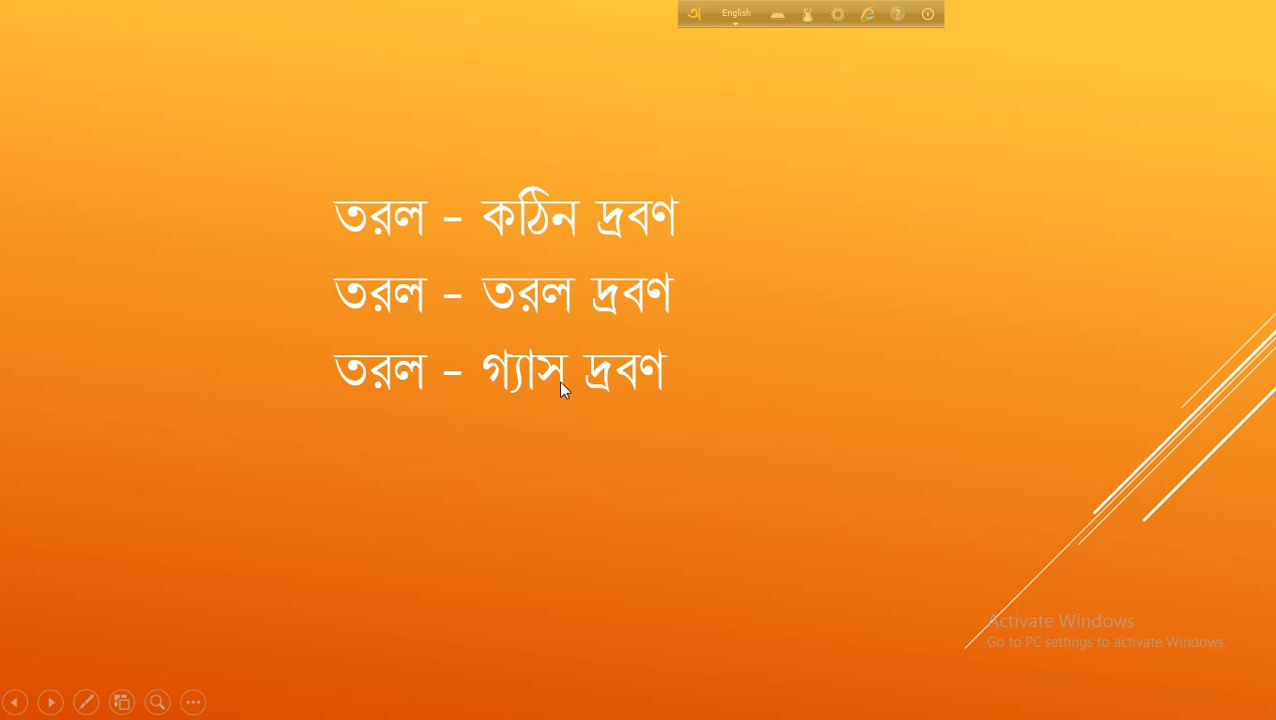 অ English
তরল – কঠিন দ্রবণ
তরল – তরল দ্রবণ
তরল – গ্যাস দ্রবণ
Activate Windows
Go to PC settings to activate Windows.